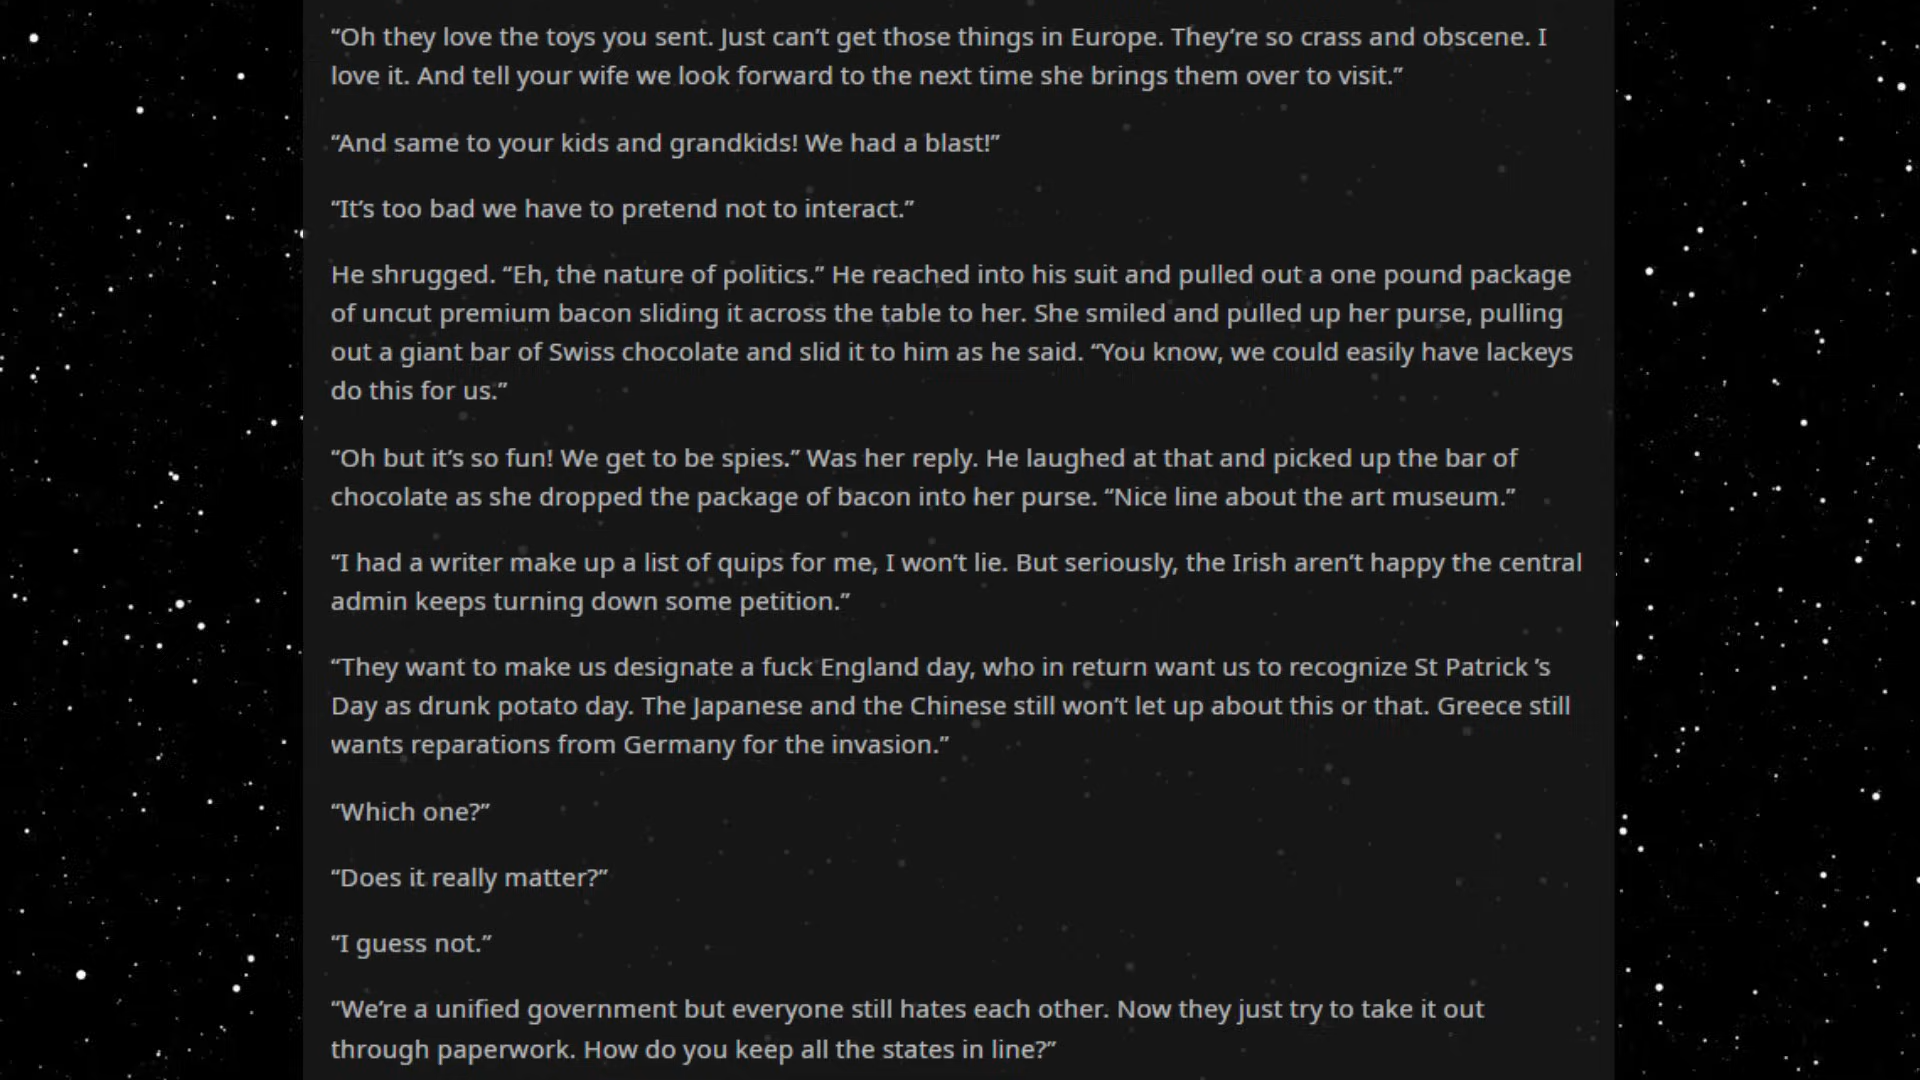 “Oh they love the toys you sent. Just can’t get those things in Europe. They’re so crass and obscene. I
love it. And tell your wife we look forward to the next time she brings them over to visit.”
“And same to your kids and grandkids! We had a blast!”
“It’s too bad we have to pretend not to interact.”
He shrugged. “Eh, the nature of politics.” He reached into his suit and pulled out a one pound package
of uncut premium bacon sliding it across the table to her. She smiled and pulled up her purse, pulling
out a giant bar of Swiss chocolate and slid it to him as he said. “You know, we could easily have lackeys
do this for us.”
“Oh but it’s so fun! We get to be spies.” Was her reply. He laughed at that and picked up the bar of
chocolate as she dropped the package of bacon into her purse. “Nice line about the art museum.”
“I had a writer make up a list of quips for me, I won’t lie. But seriously, the Irish aren’t happy the central
admin keeps turning down some petition.”
“They want to make us designate a fuck England day, who in return want us to recognize St Patrick ’s
Day as drunk potato day. The Japanese and the Chinese still won’t let up about this or that. Greece still
wants reparations from Germany for the invasion.”
“Which one?”
“Does it really matter?”
“I guess not.”
“We’re a unified government but everyone still hates each other. Now they just try to take it out
through paperwork. How do you keep all the states in line?”